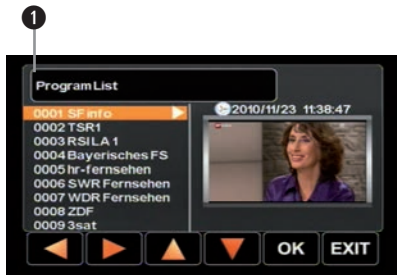 1
Program List
0001 SF info
2010/11/23 11:38:47
0002 TSR1
0003 RSI LA 1
0004 Bayerisches FS
0005 hr-fernsehen
0006 SWR Fernsehen
0007 WDR Fernsehen
0008 ZDF
0009 3sat
OK EXIT